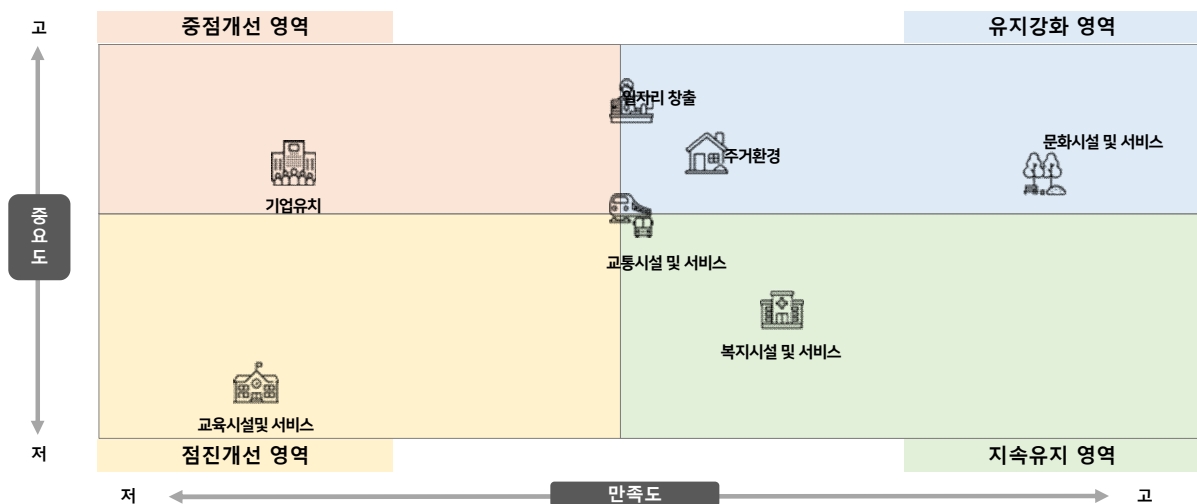 고
중점개선 영역
유지강화 영역
일자리 창출
문화시설 및 서비스
주거환경
기업유치
중요도
교통시설 및 서비스
복지시설 및 서비스
교육시설및 서비스
저
점진개선 영역
지속유지 영역
저
만족도
고